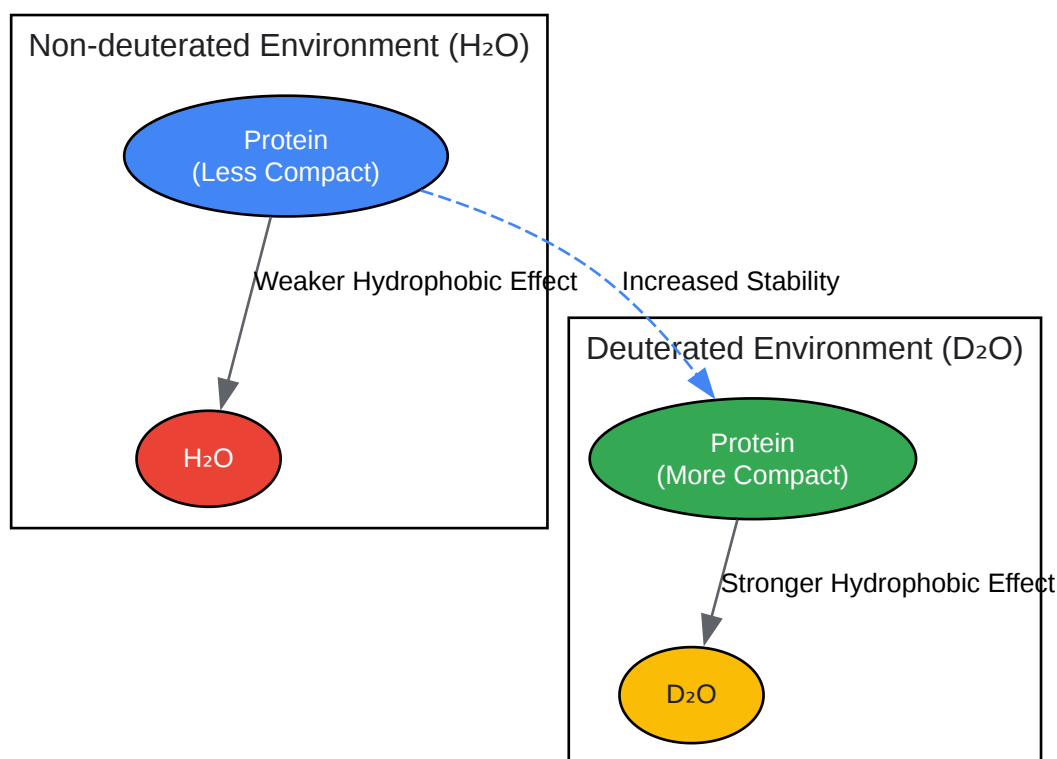 Non-deuterated Environment (H₂O)
Protein
(Less Compact)
Weaker Hydrophobic Effect
Increased Stability
H₂O
Deuterated Environment (D₂O)
Protein
(More Compact)
Stronger Hydrophobic Effect
D₂O